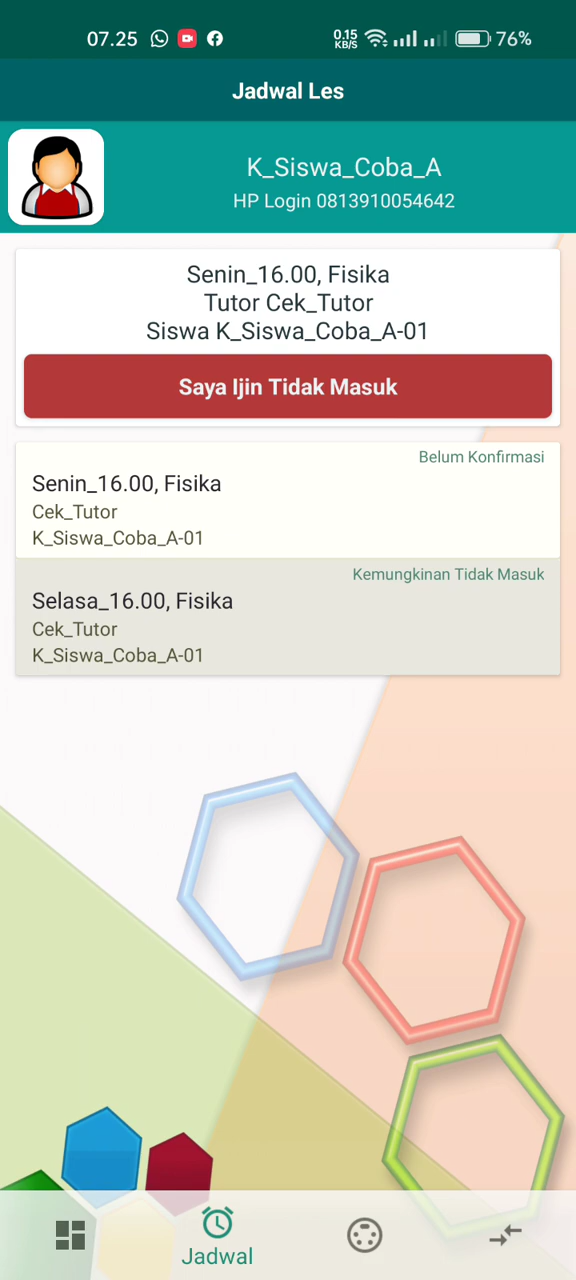 07.25
0.15
KB/S
76%
Jadwal Les
K_Siswa_Coba_A
HP Login 0813910054642
Senin_16.00, Fisika
Tutor Cek_Tutor
Siswa K_Siswa_Coba_A-01
Saya Ijin Tidak Masuk
Belum Konfirmasi
Senin_16.00, Fisika
Cek_Tutor
K_Siswa_Coba_A-01
Kemungkinan Tidak Masuk
Selasa_16.00, Fisika
Cek_Tutor
K_Siswa_Coba_A-01
Jadwal